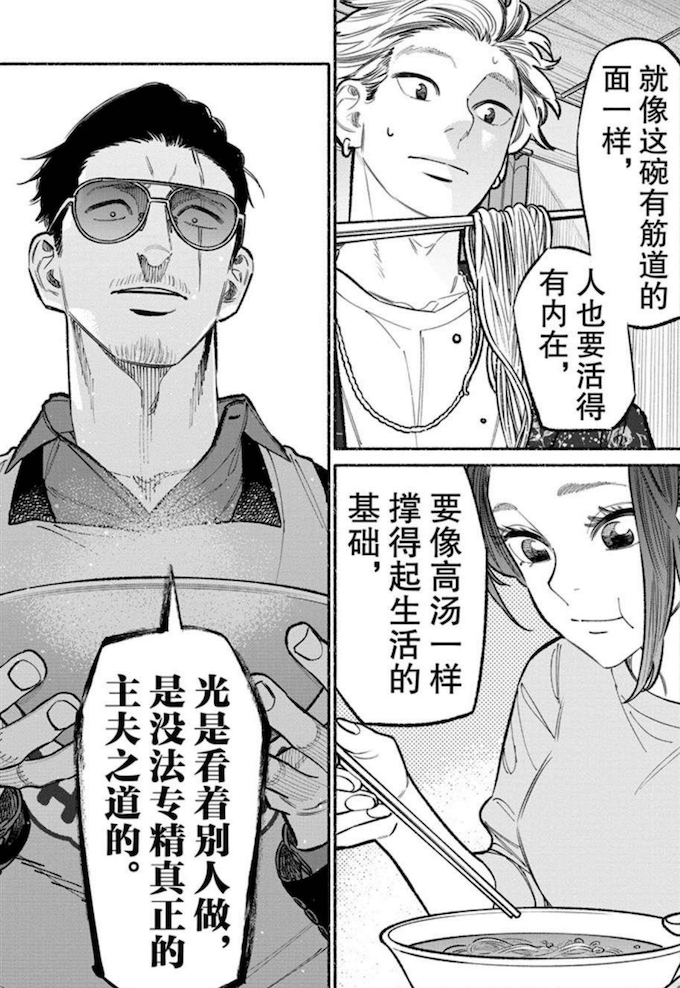 就像这碗有筋道的
面一样，
人也要活得
有内在，
要像高汤一样
撑得起生活的
基础，
光是看着别人做，
是没法专精真正的
主夫之道的。